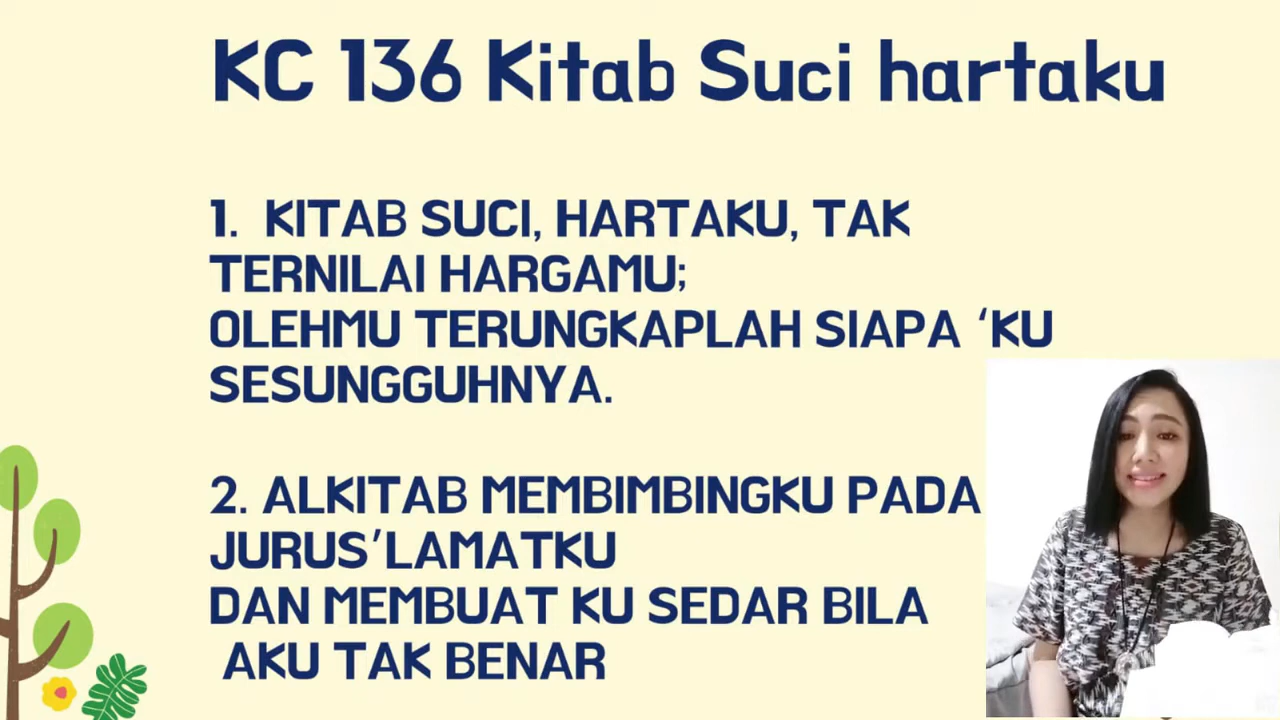 KC 136 Kitab Suci hartaku
1. KITAB SUCI, HARTAKU, TAK
TERNILAI HARGAMU;
OLEHMU TERUNGKAPLAH SIAPA ‘KU
SESUNGGUHNYA.
2. ALKITAB MEMBIMBINGKU PADA
JURUS’LAMATKU
DAN MEMBUAT KU SEDAR BILA
AKU TAK BENAR